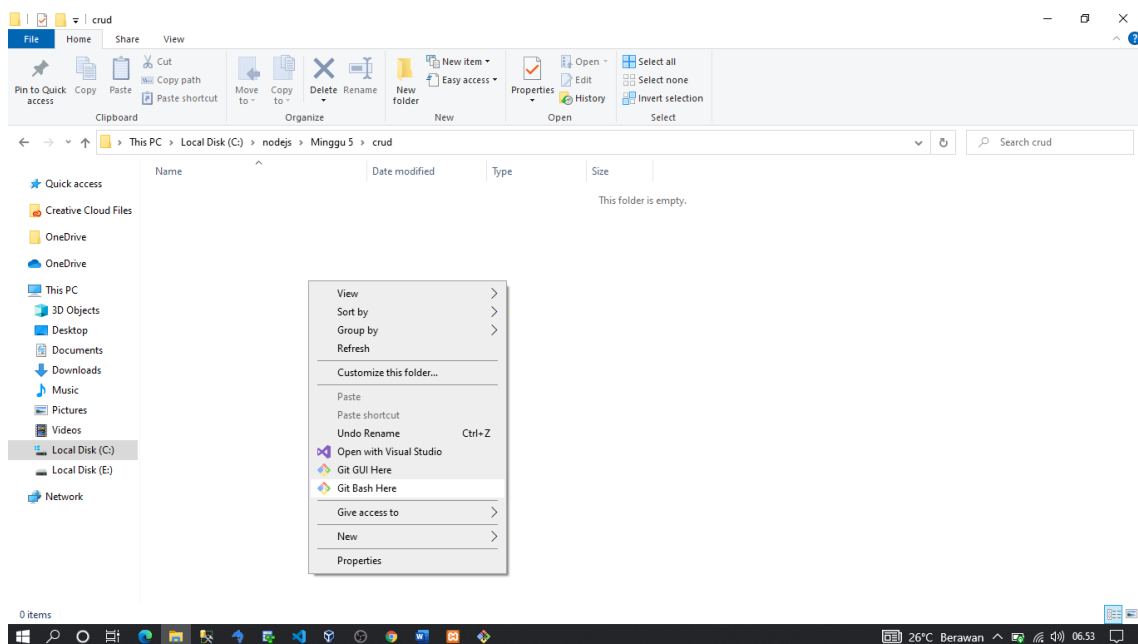 crud
File Home Share View
Pin to Quick access
Copy
Paste
Cut
Copy path
Paste shortcut
Clipboard
Move to
Copy to
Delete
Rename
Organize
New folder
New item
Easy access
New
Properties
Open
Edit
History
Open
Select all
Select none
Invert selection
Select
This PC > Local Disk (C:) > nodejs > Minggu 5 > crud
Search crud
Name Date modified Type Size
This folder is empty.
Quick access
Creative Cloud Files
OneDrive
OneDrive
This PC
3D Objects
Desktop
Documents
Downloads
Music
Pictures
Videos
Local Disk (C:)
Local Disk (E:)
Network
View
Sort by
Group by
Refresh
Customize this folder...
Paste
Paste shortcut
Undo Rename Ctrl+Z
Open with Visual Studio
Git GUI Here
Git Bash Here
Give access to
New
Properties
0 items
26°C Berawan 06.53